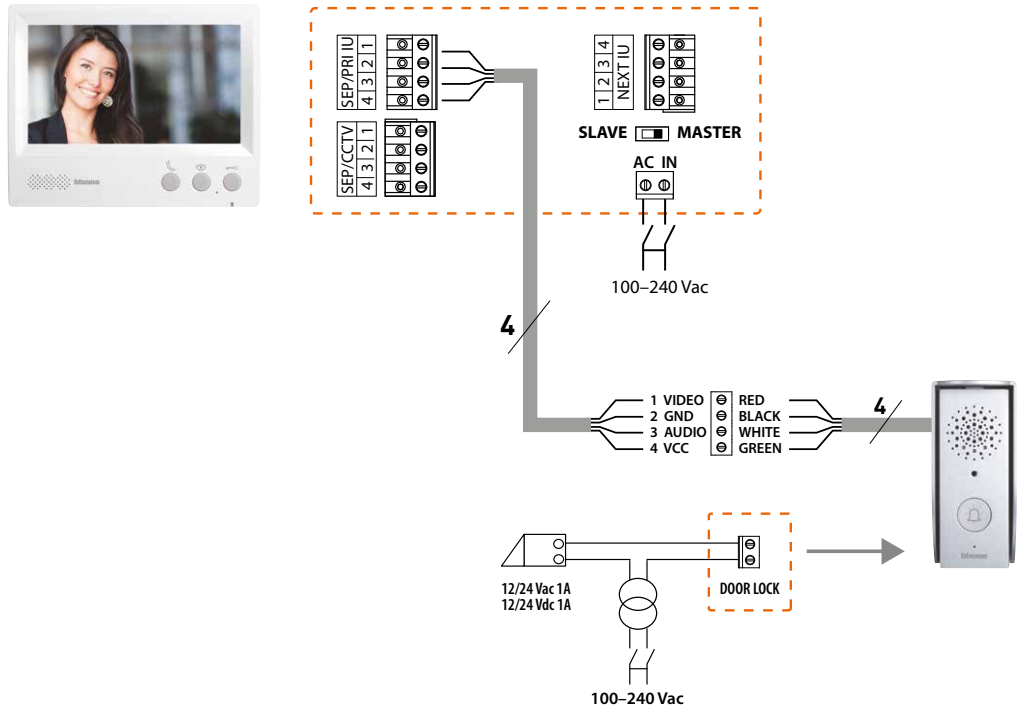 SEP/PRI IU
4 3 2 1
1 2 3 4
NEXT IU
SEP/CCTV
4 3 2 1
SLAVE MASTER
AC IN
100–240 Vac
bticino
4
1 VIDEO RED
2 GND BLACK
3 AUDIO WHITE
4 VCC GREEN
4
bticino
12/24 Vac 1A
12/24 Vdc 1A
DOOR LOCK
100–240 Vac